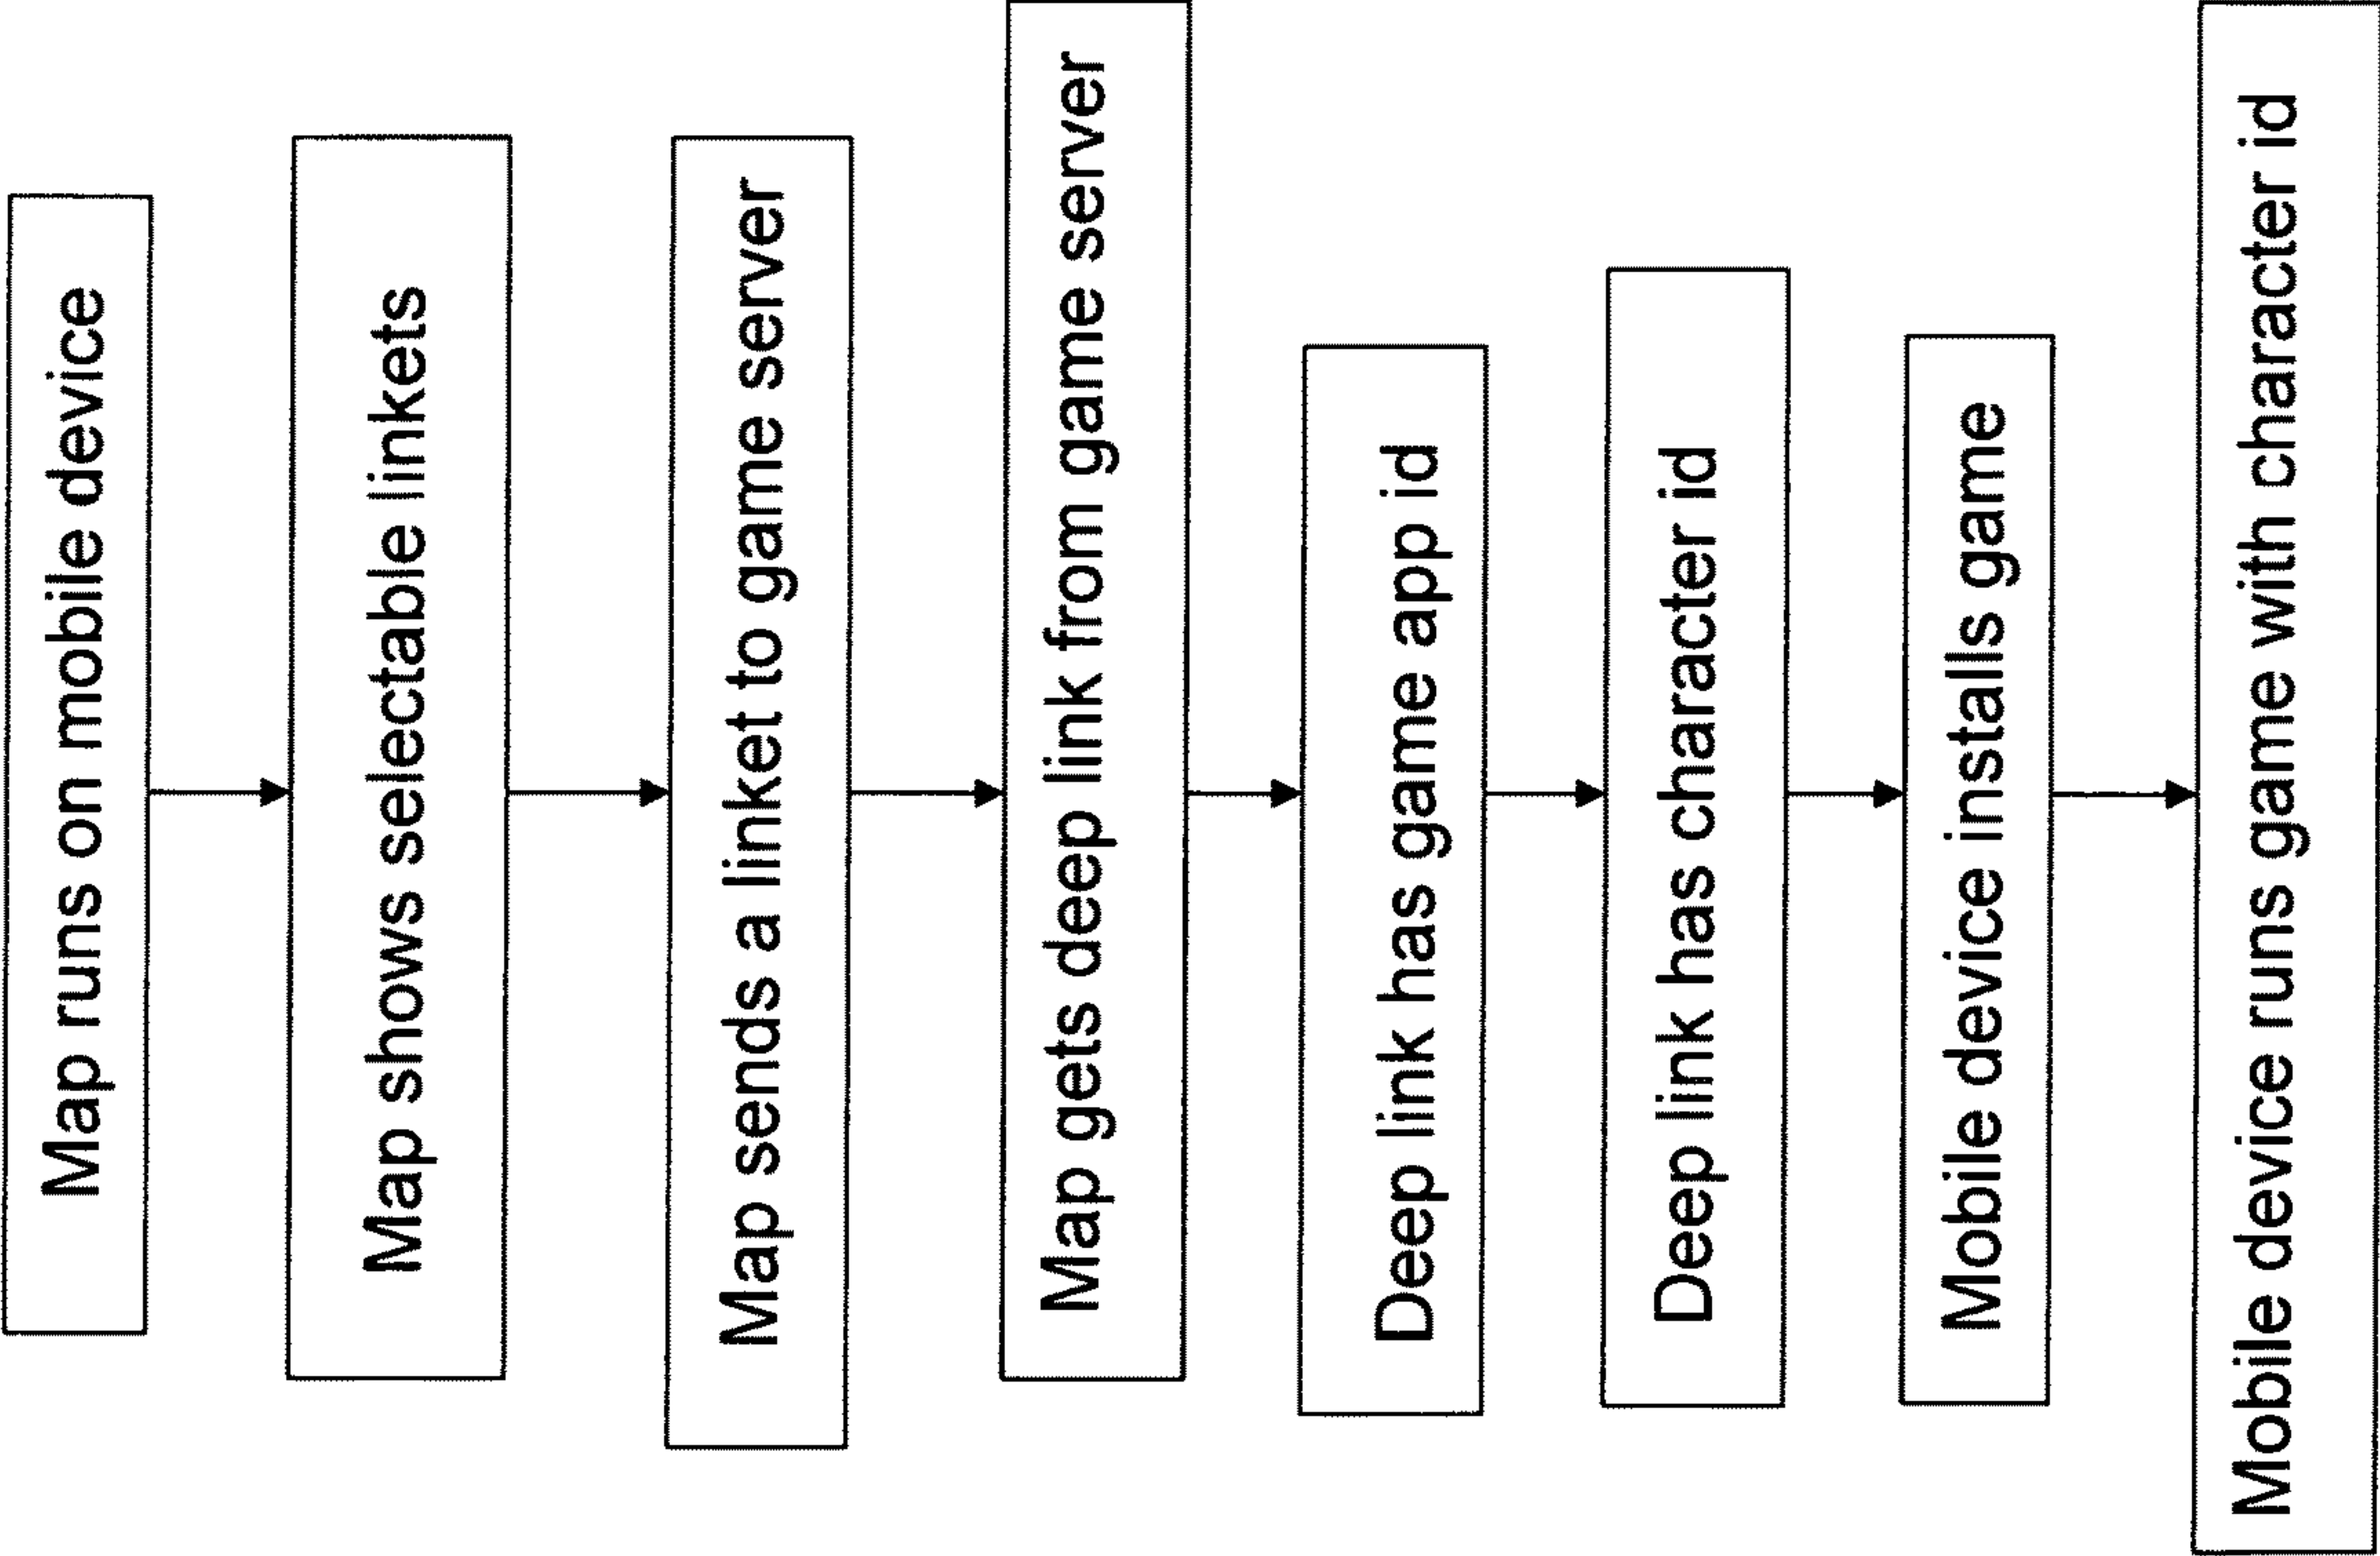 Map runs on mobile device
Map shows selectable linkets
Map sends a linket to game server
Map gets deep link from game server
Deep link has game app id
Deep link has character id
Mobile device installs game
Mobile device runs game with character id